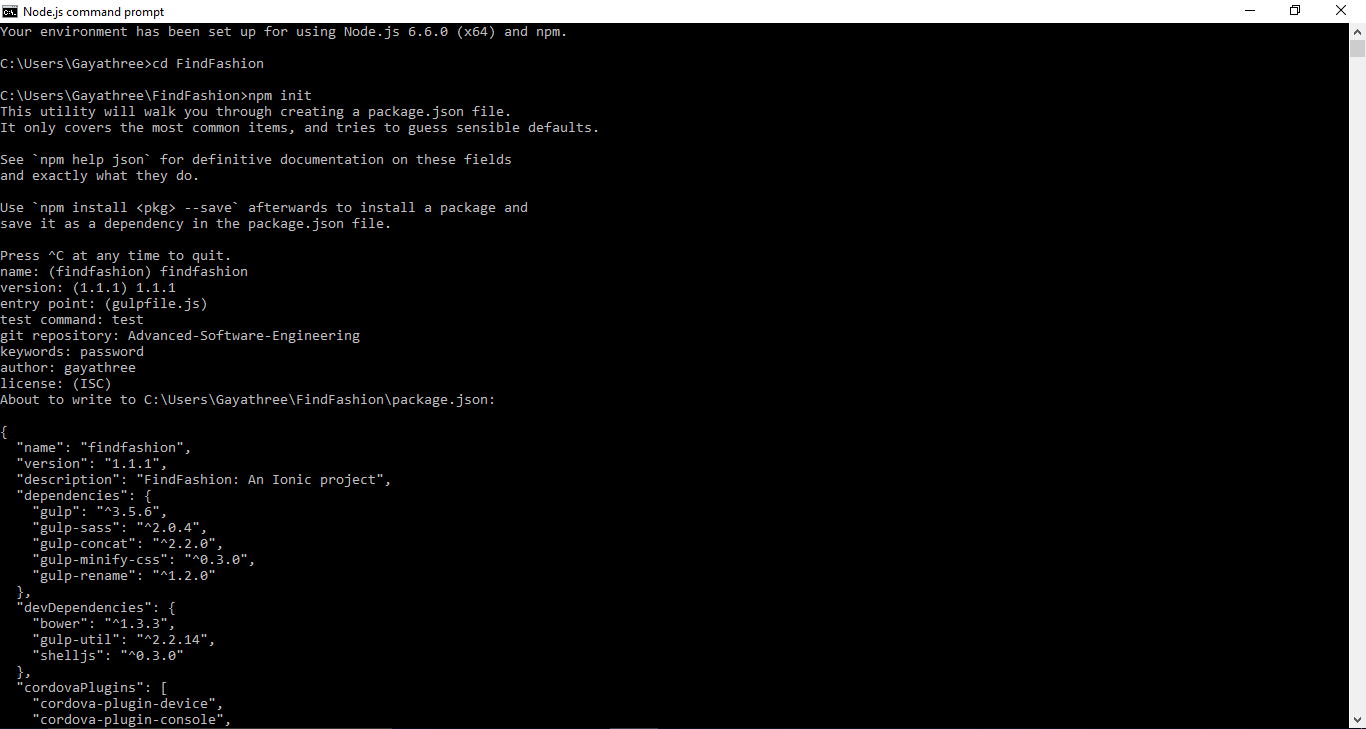 Node.js command prompt
Your environment has been set up for using Node.js 6.6.0 (x64) and npm.
C:\Users\Gayathree>cd FindFashion
C:\Users\Gayathree\FindFashion>npm init
This utility will walk you through creating a package.json file.
It only covers the most common items, and tries to guess sensible defaults.
See `npm help json` for definitive documentation on these fields
and exactly what they do.
Use `npm install <pkg> --save` afterwards to install a package and
save it as a dependency in the package.json file.
Press ^C at any time to quit.
name: (findfashion) findfashion
version: (1.1.1) 1.1.1
entry point: (gulpfile.js)
test command: test
git repository: Advanced-Software-Engineering
keywords: password
author: gayathree
license: (ISC)
About to write to C:\Users\Gayathree\FindFashion\package.json:
{
  "name": "findfashion",
  "version": "1.1.1",
  "description": "FindFashion: An Ionic project",
  "dependencies": {
    "gulp": "^3.5.6",
    "gulp-sass": "^2.0.4",
    "gulp-concat": "^2.2.0",
    "gulp-minify-css": "^0.3.0",
    "gulp-rename": "^1.2.0"
  },
  "devDependencies": {
    "bower": "^1.3.3",
    "gulp-util": "^2.2.14",
    "shelljs": "^0.3.0"
  },
  "cordovaPlugins": [
    "cordova-plugin-device",
    "cordova-plugin-console",